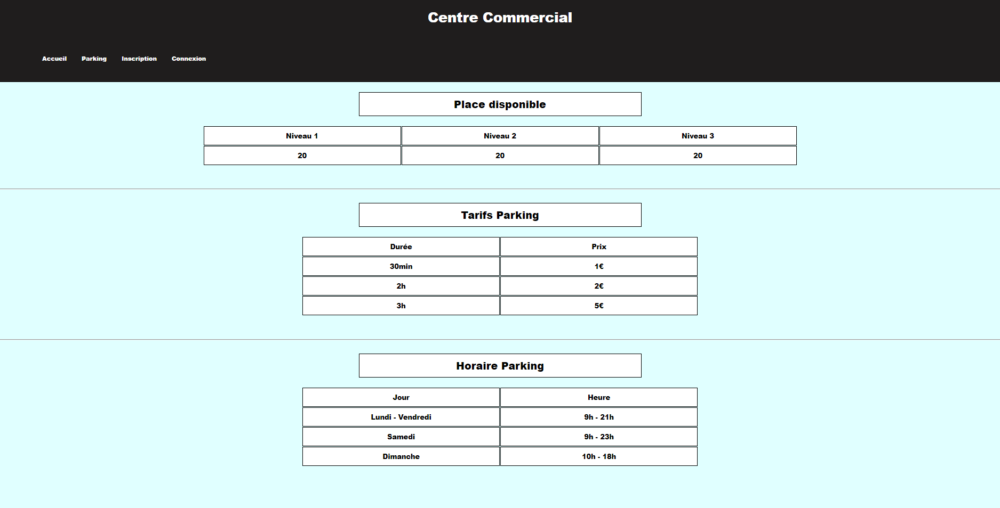 Centre Commercial
Accueil Parking Inscription Connexion
Place disponible
Niveau 1 Niveau 2 Niveau 3
20 20 20
Tarifs Parking
Durée Prix
30min 1€
2h 2€
3h 5€
Horaire Parking
Jour Heure
Lundi - Vendredi 9h - 21h
Samedi 9h - 23h
Dimanche 10h - 18h